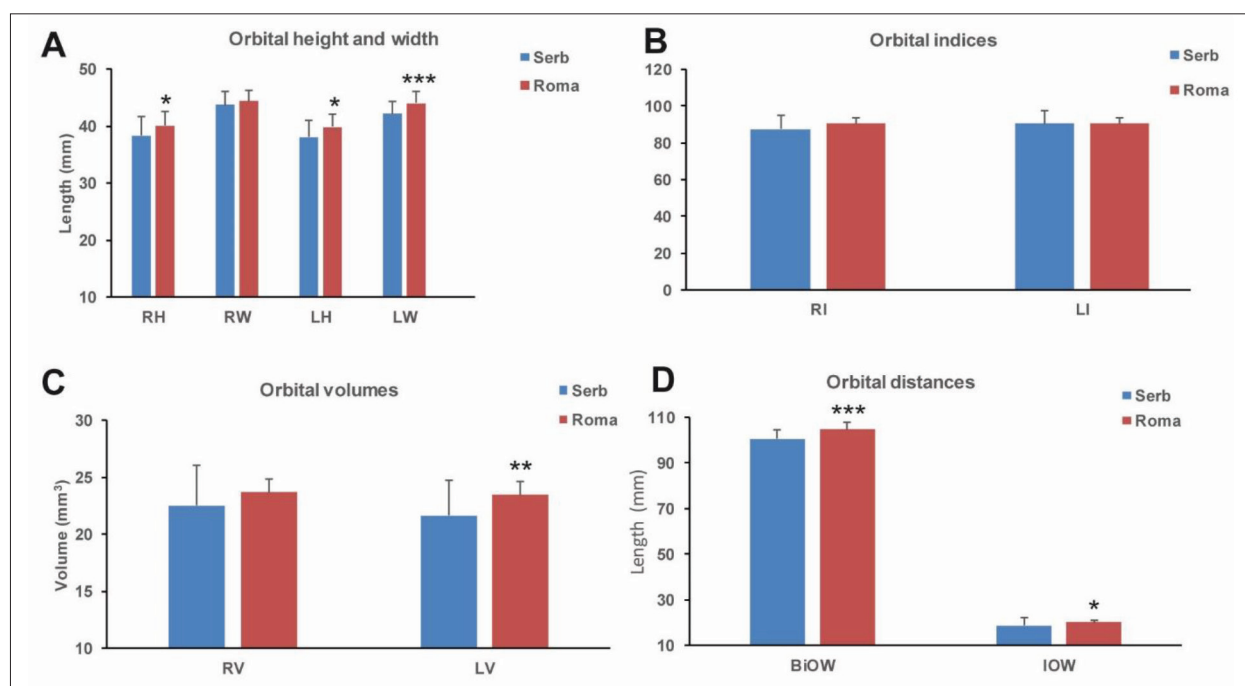 A
Orbital height and width
Serb
Roma
50
40
30
20
10
Length (mm)
*
*
***
RH RW LH LW
B
Orbital indices
Serb
Roma
120
100
80
60
40
20
0
RI LI
C
Orbital volumes
Serb
Roma
30
25
20
15
10
Volume (mm³)
**
RV LV
D
Orbital distances
Serb
Roma
110
90
70
50
30
10
Length (mm)
***
*
BiOW IOW